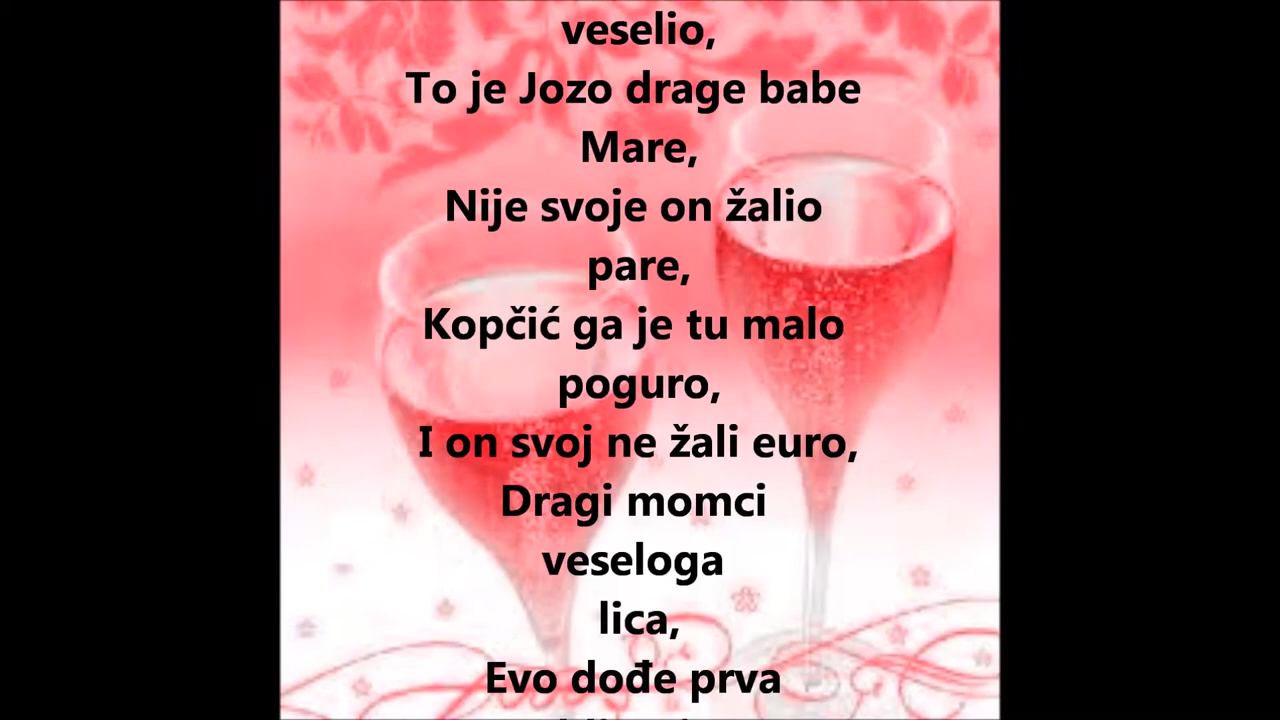 veselio,
To je Jozo drage babe
Mare,
Nije svoje on žalio
pare,
Kopčić ga je tu malo
poguro,
I on svoj ne žali euro,
Dragi momci
veseloga
lica,
Evo dođe prva